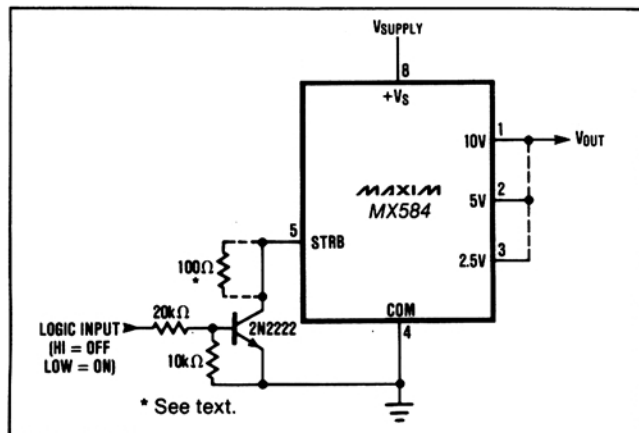 VSUPPLY
8
+VS
10V
1
VOUT
MAXIM
MX584
5V
2
5
STRB
2.5V
3
100Ω
*
COM
4
20kΩ
2N2222
LOGIC INPUT
(HI = OFF
LOW = ON)
10kΩ
* See text.